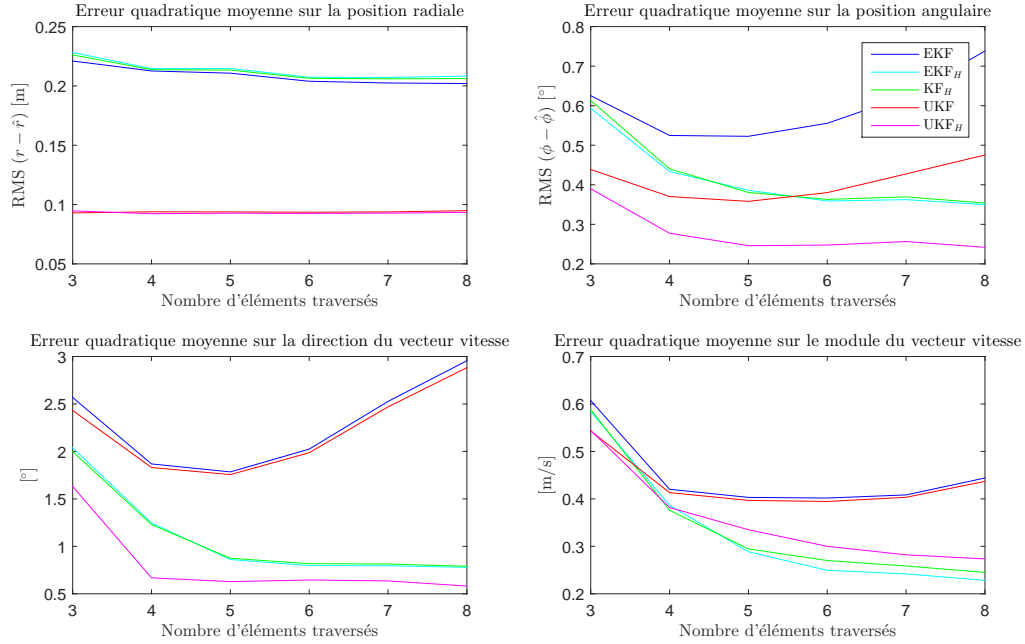 Erreur quadratique moyenne sur la position radiale
0.25
0.2
0.15
0.1
0.05
RMS (r − r̂) [m]
3 4 5 6 7 8
Nombre d'éléments traversés
Erreur quadratique moyenne sur la position angulaire
0.8
0.7
0.6
0.5
0.4
0.3
0.2
RMS (ϕ − ϕ̂) [°]
EKF
EKF_H
KF_H
UKF
UKF_H
3 4 5 6 7 8
Nombre d'éléments traversés
Erreur quadratique moyenne sur la direction du vecteur vitesse
3
2.5
2
1.5
1
0.5
[°]
3 4 5 6 7 8
Nombre d'éléments traversés
Erreur quadratique moyenne sur le module du vecteur vitesse
0.7
0.6
0.5
0.4
0.3
0.2
[m/s]
3 4 5 6 7 8
Nombre d'éléments traversés